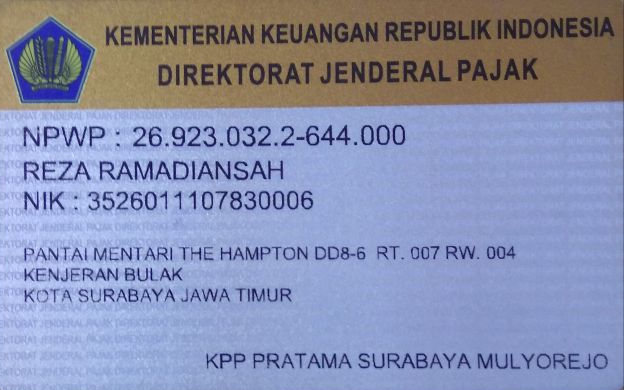 KEMENTERIAN KEUANGAN REPUBLIK INDONESIA
DIREKTORAT JENDERAL PAJAK
NPWP : 26.923.032.2-644.000
REZA RAMADIANSAH
NIK : 3526011107830006
PANTAI MENTARI THE HAMPTON DD8-6 RT. 007 RW. 004
KENJERAN BULAK
KOTA SURABAYA JAWA TIMUR
KPP PRATAMA SURABAYA MULYOREJO